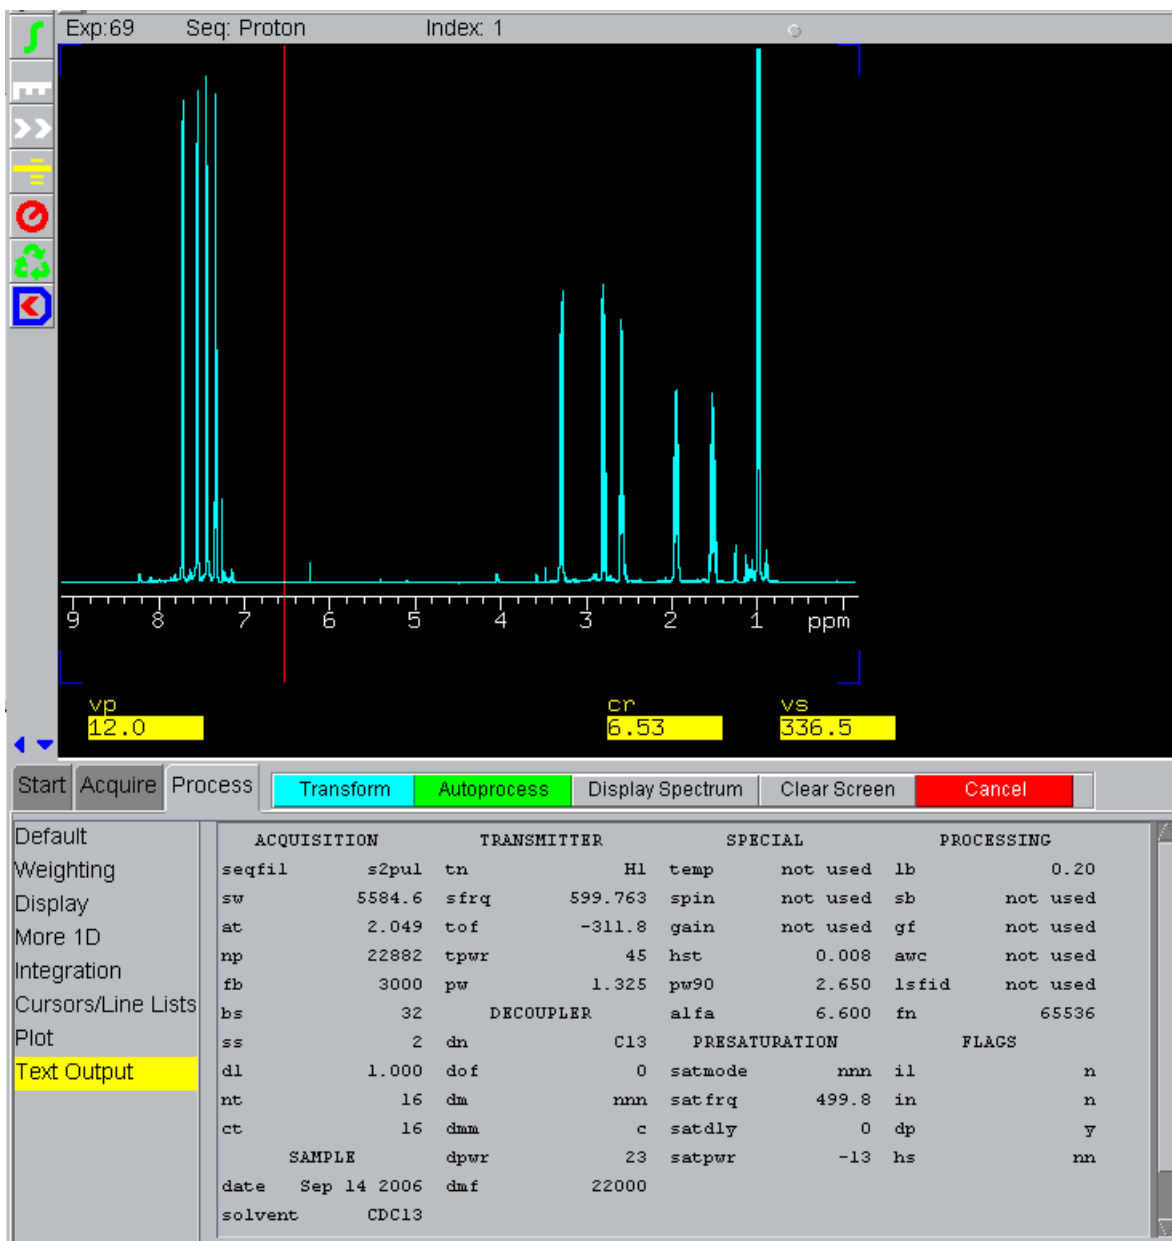 Exp:69 Seq: Proton Index: 1
9 8 7 6 5 4 3 2 1 ppm
vp cr vs
12.0 6.53 336.5
Start Acquire Process Transform Autoprocess Display Spectrum Clear Screen Cancel
Default
Weighting
Display
More 1D
Integration
Cursors/Line Lists
Plot
Text Output
ACQUISITION TRANSMITTER SPECIAL PROCESSING
seqfil s2pul tn H1 temp not used lb 0.20
sw 5584.6 sfrq 599.763 spin not used sb not used
at 2.049 tof -311.8 gain not used gf not used
np 22882 tpwr 45 hst 0.008 awc not used
fb 3000 pw 1.325 pw90 2.650 lsfid not used
bs 32 DECOUPLER alfa 6.600 fn 65536
ss 2 dn C13 PRESATURATION FLAGS
d1 1.000 dof 0 satmode nnn il n
nt 16 dm nnn satfrq 499.8 in n
ct 16 dmm c satdly 0 dp y
SAMPLE dpwr 23 satpwr -13 hs nn
date Sep 14 2006 dmf 22000
solvent CDC13